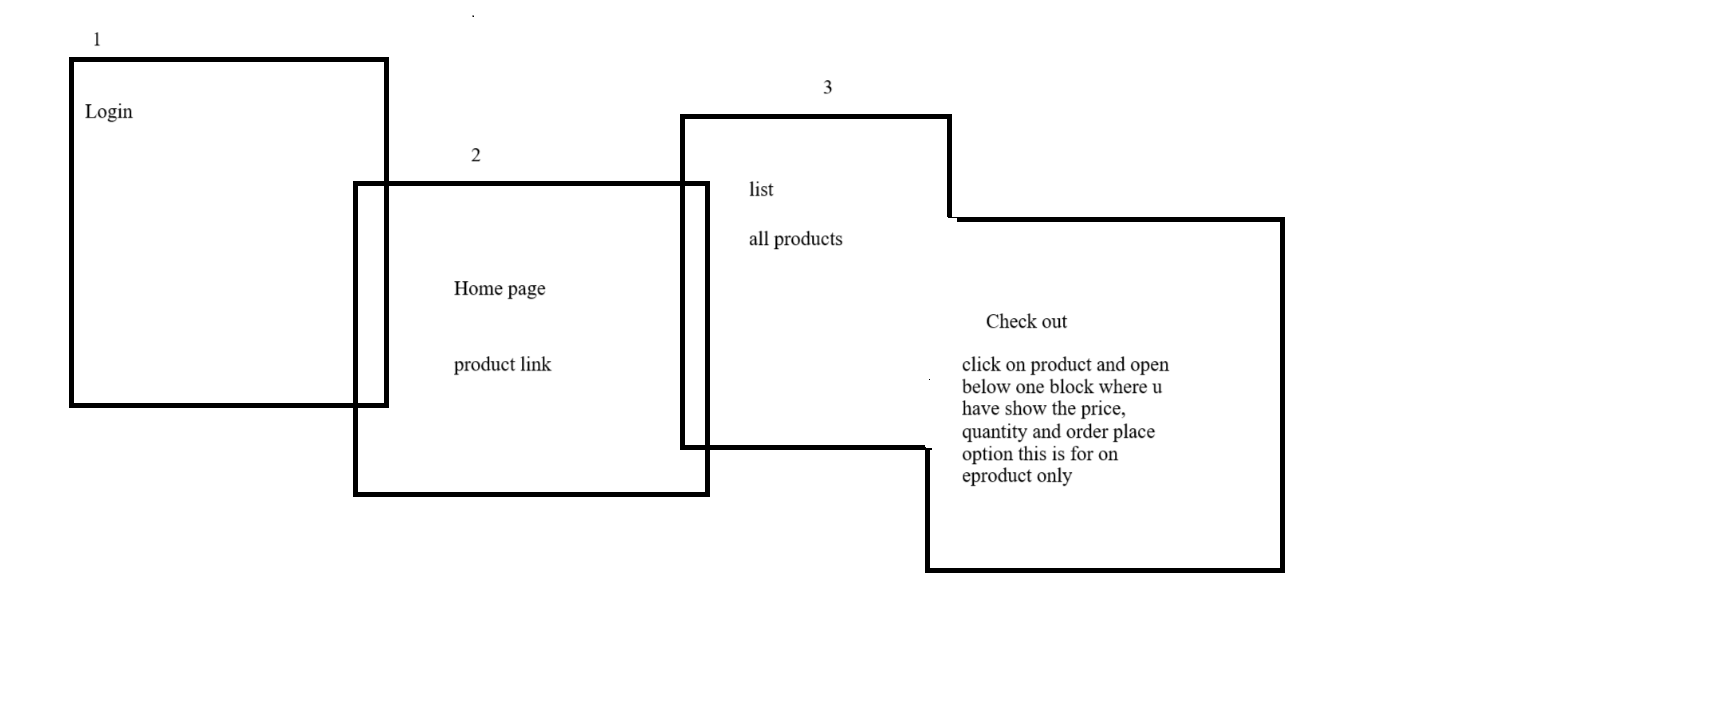 1
Login
2
Home page
product link
3
list
all products
Check out
click on product and open
below one block where u
have show the price,
quantity and order place
option this is for on
eproduct only